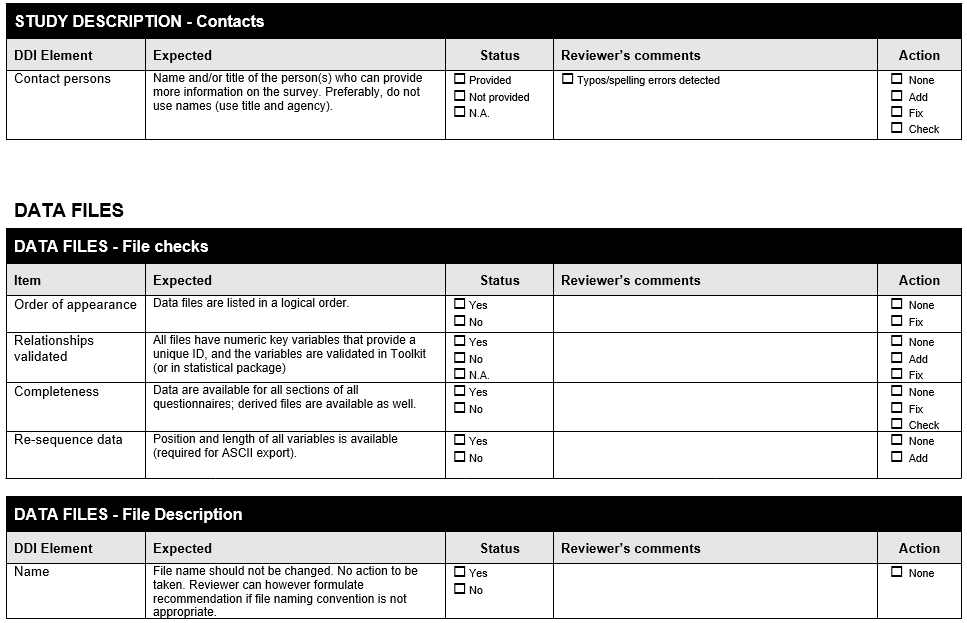 STUDY DESCRIPTION - Contacts
DDI Element Expected Status Reviewer's comments Action
Contact persons
Name and/or title of the person(s) who can provide
more information on the survey. Preferably, do not
use names (use title and agency).
Provided
Not provided
N.A.
Typos/spelling errors detected
None
Add
Fix
Check
DATA FILES
DATA FILES - File checks
Item Expected Status Reviewer's comments Action
Order of appearance
Data files are listed in a logical order.
Yes
No
None
Fix
Relationships
validated
All files have numeric key variables that provide a
unique ID, and the variables are validated in Toolkit
(or in statistical package)
Yes
No
N.A.
None
Add
Fix
Completeness
Data are available for all sections of all
questionnaires; derived files are available as well.
Yes
No
None
Fix
Check
Re-sequence data
Position and length of all variables is available
(required for ASCII export).
Yes
No
None
Add
DATA FILES - File Description
DDI Element Expected Status Reviewer's comments Action
Name
File name should not be changed. No action to be
taken. Reviewer can however formulate
recommendation if file naming convention is not
appropriate.
Yes
No
None